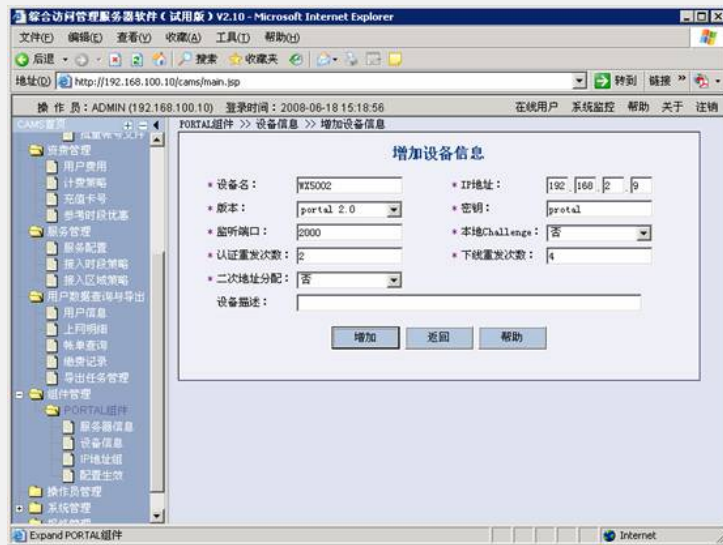 综合访问管理服务器软件（试用版）V2.10 - Microsoft Internet Explorer
文件(F) 编辑(E) 查看(V) 收藏(A) 工具(T) 帮助(H)
后退 搜索 收藏夹
地址(D) http://192.168.100.10/cams/main.jsp 转到 链接 »
操 作 员：ADMIN (192.168.100.10) 登录时间：2008-06-18 15:18:56 在线用户 系统监控 帮助 关于 注销
CAMS首页
PORTAL组件 >> 设备信息 >> 增加设备信息
批量帐号文件
资费管理
用户费用
计费策略
充值卡号
参考时段优惠
服务管理
服务配置
接入时段策略
接入区域策略
用户数据查询与导出
用户信息
上网明细
帐单查询
缴费记录
导出任务管理
组件管理
PORTAL组件
服务器信息
设备信息
IP地址组
配置生效
操作员管理
系统管理
增加设备信息
* 设备名： WX5002 * IP地址： 192 . 168 . 2 . 9
* 版本： portal 2.0 * 密钥： protal
* 监听端口： 2000 * 本地Challenge： 否
* 认证重发次数： 2 * 下线重发次数： 4
* 二次地址分配： 否
设备描述：
增加 返回 帮助
Expand PORTAL组件 Internet